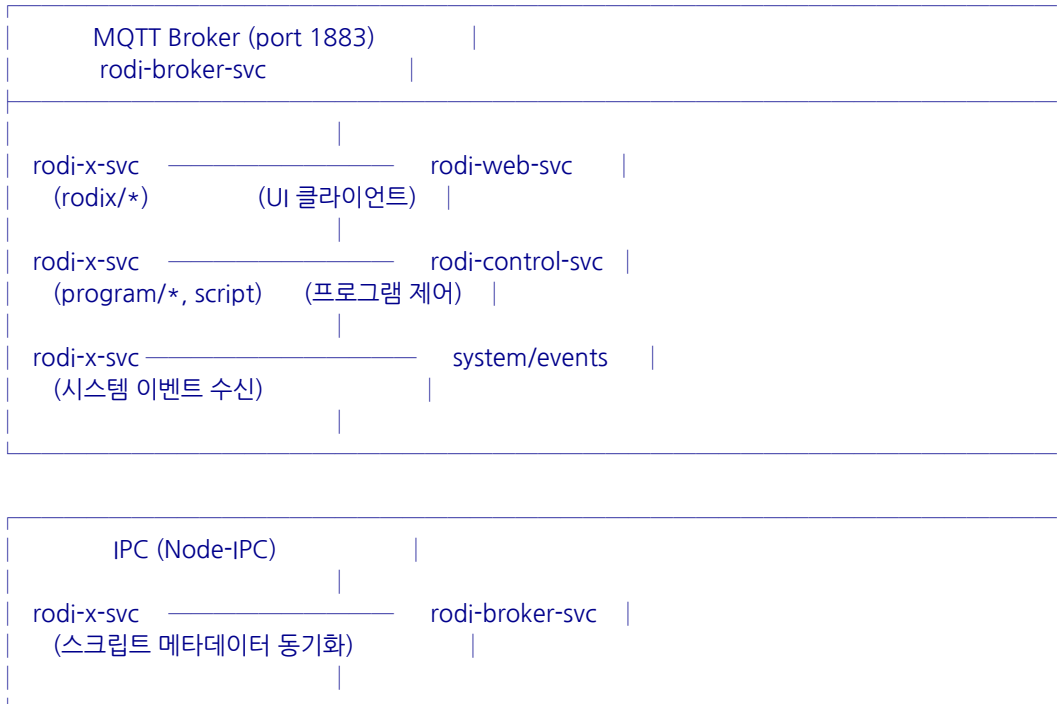 MQTT Broker (port 1883)
rodi-broker-svc
rodi-x-svc rodi-web-svc
(rodix/*) (UI 클라이언트)
rodi-x-svc rodi-control-svc
(program/*, script) (프로그램 제어)
rodi-x-svc system/events
(시스템 이벤트 수신)
IPC (Node-IPC)
rodi-x-svc rodi-broker-svc
(스크립트 메타데이터 동기화)